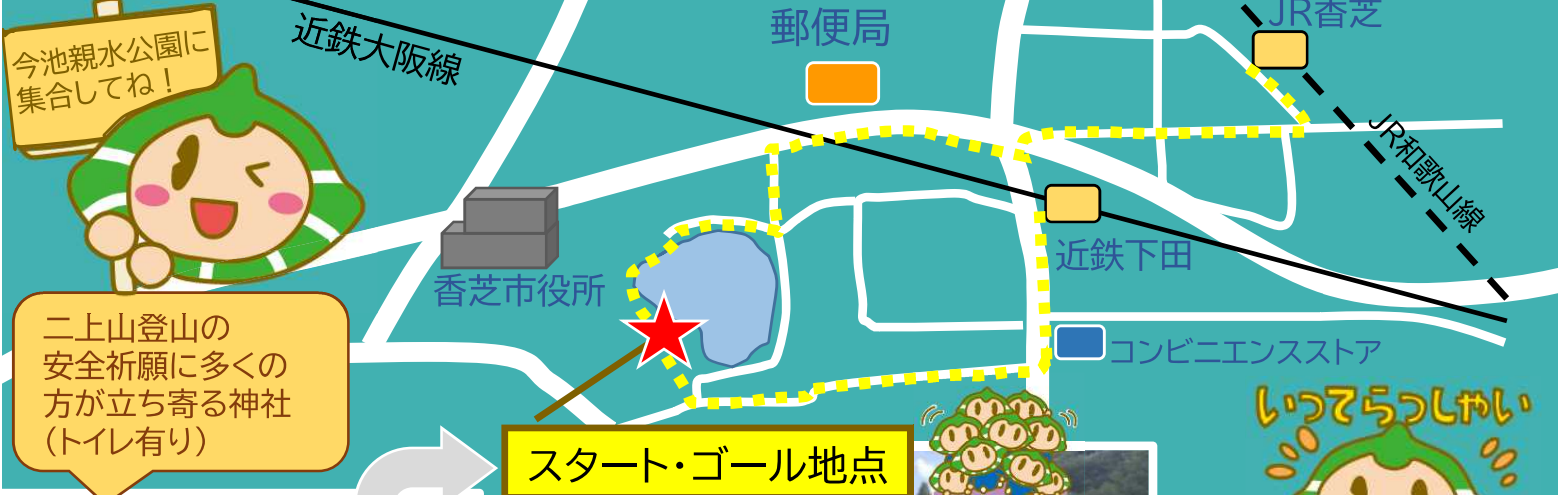 今池親水公園に
集合してね！
近鉄大阪線
郵便局
JR香芝
JR和歌山線
香芝市役所
近鉄下田
コンビニエンスストア
二上山登山の
安全祈願に多くの
方が立ち寄る神社
（トイレ有り）
スタート・ゴール地点
いってらっしゃい